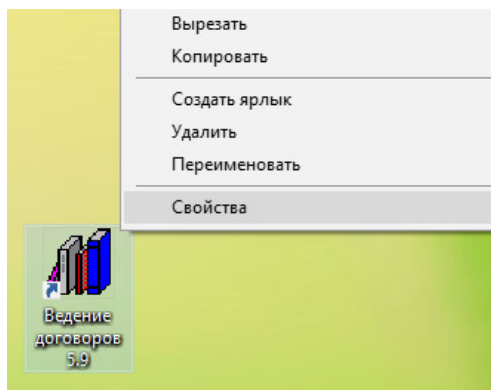 Вырезать
Копировать
Создать ярлык
Удалить
Переименовать
Свойства
Ведение
договоров
5.9